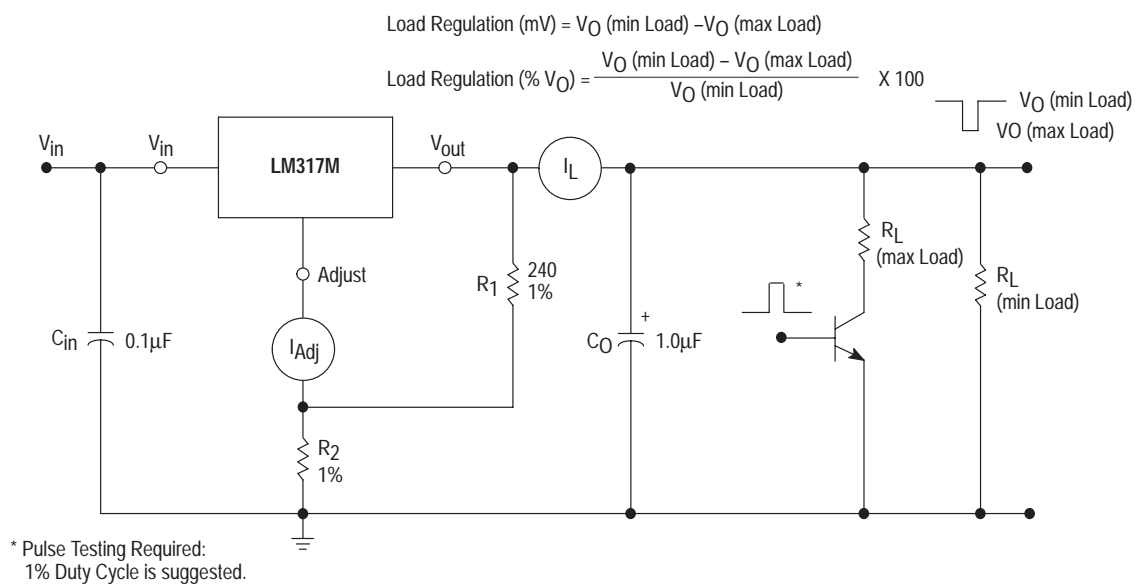 Load Regulation (mV) = VO (min Load) –VO (max Load)
Load Regulation (% VO) = VO (min Load) – VO (max Load)
VO (min Load)
X 100
VO (min Load)
VO (max Load)
Vin
Vin
LM317M
Vout
IL
RL
(max Load)
Adjust
R1
240
1%
*
RL
(min Load)
Cin
0.1μF
IAdj
+
CO
1.0μF
R2
1%
* Pulse Testing Required:
1% Duty Cycle is suggested.